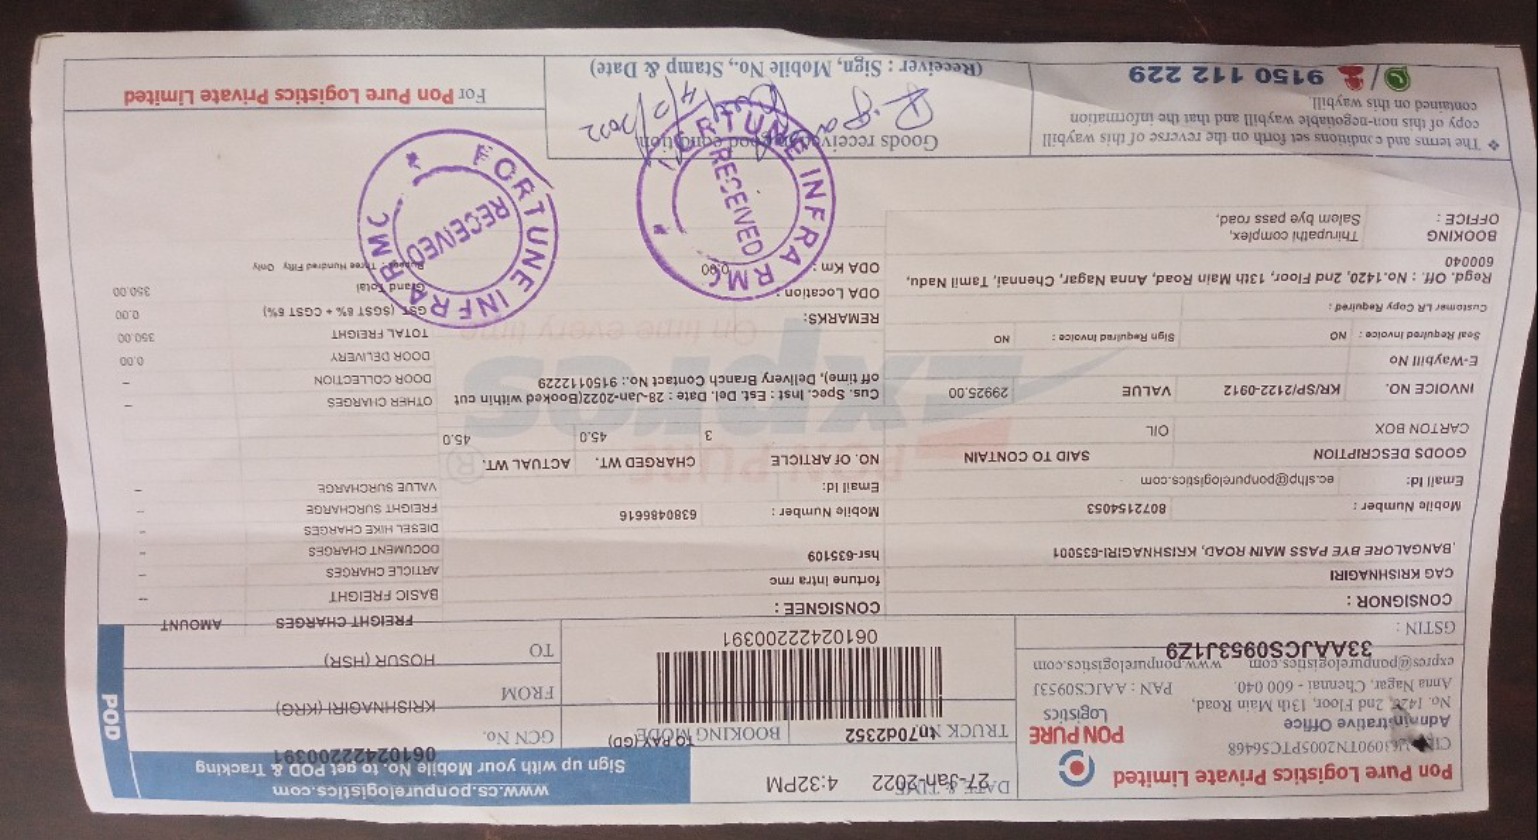 Pon Pure Logistics Private Limited
PON PURE
Logistics
Administrative Office
No. 1420, 2nd Floor, 13th Main Road,
Anna Nagar, Chennai - 600 040. PAN : AAJCS0953J
expres@ponpurelogistics.com www.ponpurelogistics.com
33AAJCS0953J1Z9
GSTIN :
DATE & TIME 27-Jan-2022 4:32PM
www.cs.ponpurelogistics.com
Sign up with your Mobile No. to get POD & Tracking
TRUCK No. tn70d2352 BOOKING MODE TO PAY (GD)
0610242200391
GCN No. 0610242200391
FROM KRISHNAGIRI (KRG)
TO HOSUR (HSR)
POD
CONSIGNOR :
CAG KRISHNAGIRI
,BANGALORE BYE PASS MAIN ROAD, KRISHNAGIRI-635001
Mobile Number : 8072154053
Email Id: ec.slhp@ponpurelogistics.com
CONSIGNEE :
fortune Intra rmc
hsr-635109
Mobile Number : 6380486616
Email Id:
GOODS DESCRIPTION SAID TO CONTAIN NO. OF ARTICLE CHARGED WT. ACTUAL WT.
CARTON BOX OIL 3 45.0 45.0
INVOICE NO. KR/SP/2122-0912 VALUE 29925.00
E-Waybill No
Seal Required Invoice : NO Sign Required Invoice : NO
Customer LR Copy Required :
Regd. Off. : No.1420, 2nd Floor, 13th Main Road, Anna Nagar, Chennai, Tamil Nadu,
600040
BOOKING Thirupathi complex,
OFFICE : Salem bye pass road,
Cus. Spec. Inst : Est. Del. Date : 28-Jan-2022(Booked within cut
off time), Delivery Branch Contact No.: 9150112229
REMARKS:
ODA Location :
ODA Km : 0.00
FREIGHT CHARGES AMOUNT
BASIC FREIGHT -
ARTICLE CHARGES -
DOCUMENT CHARGES -
DIESEL HIKE CHARGES -
FREIGHT SURCHARGE -
VALUE SURCHARGE -
OTHER CHARGES -
DOOR COLLECTION -
DOOR DELIVERY 0.00
TOTAL FREIGHT 350.00
GST (SGST 6% + CGST 6%) 0.00
Grand Total 350.00
Rupees : Three Hundred Fifty Only
PON PURE ®
expres
on time every time
❖ The terms and conditions set forth on the reverse of this waybill
copy of this non-negotiable waybill and that the information
contained on this waybill.
9150 112 229
Goods received in good condition
(Receiver : Sign, Mobile No., Stamp & Date)
FORTUNE INFRA RMC
RECEIVED
FORTUNE INFRA RMC
RECEIVED
For Pon Pure Logistics Private Limited